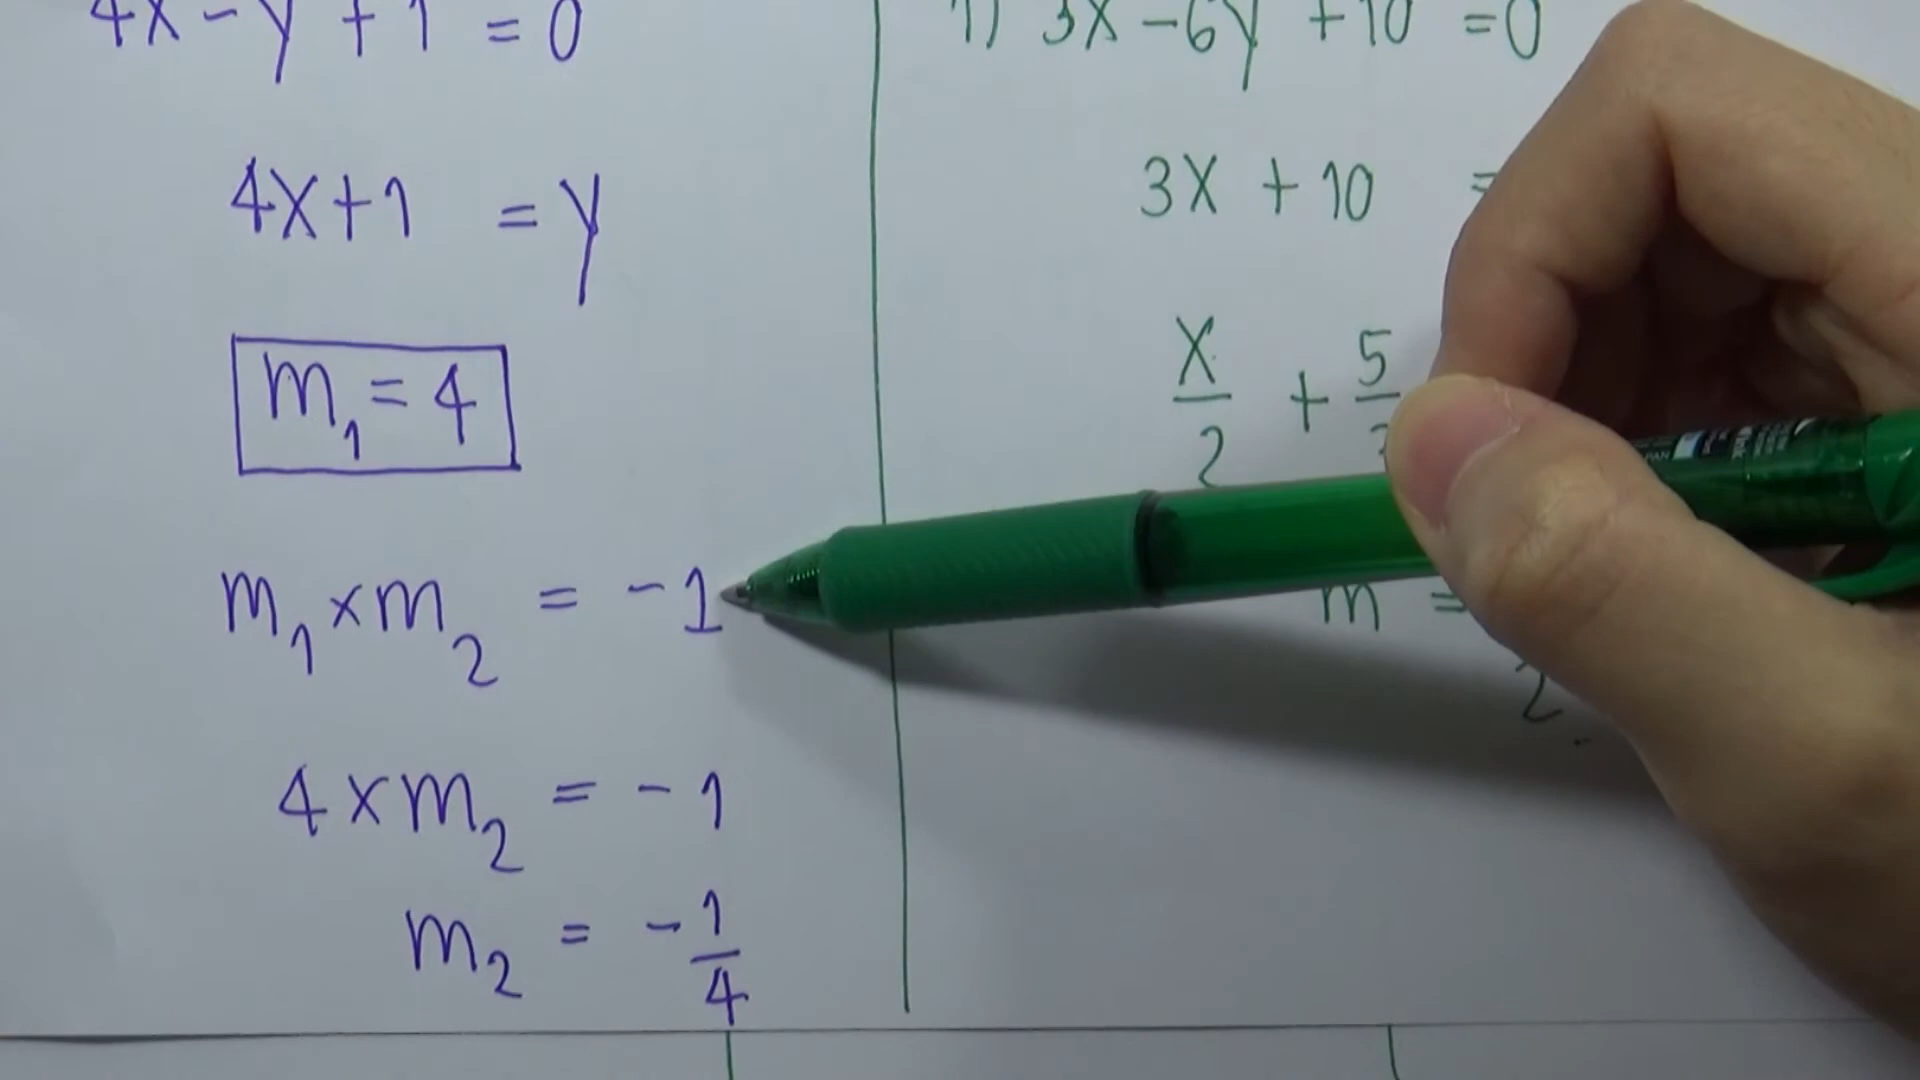 4x - y + 1 = 0
4x + 1 = y
m₁ = 4
m₁ × m₂ = -1
4 × m₂ = -1
m₂ = -1/4
1) 3x - 6y + 10 = 0
3x + 10 =
x/2 + 5/
m =
2